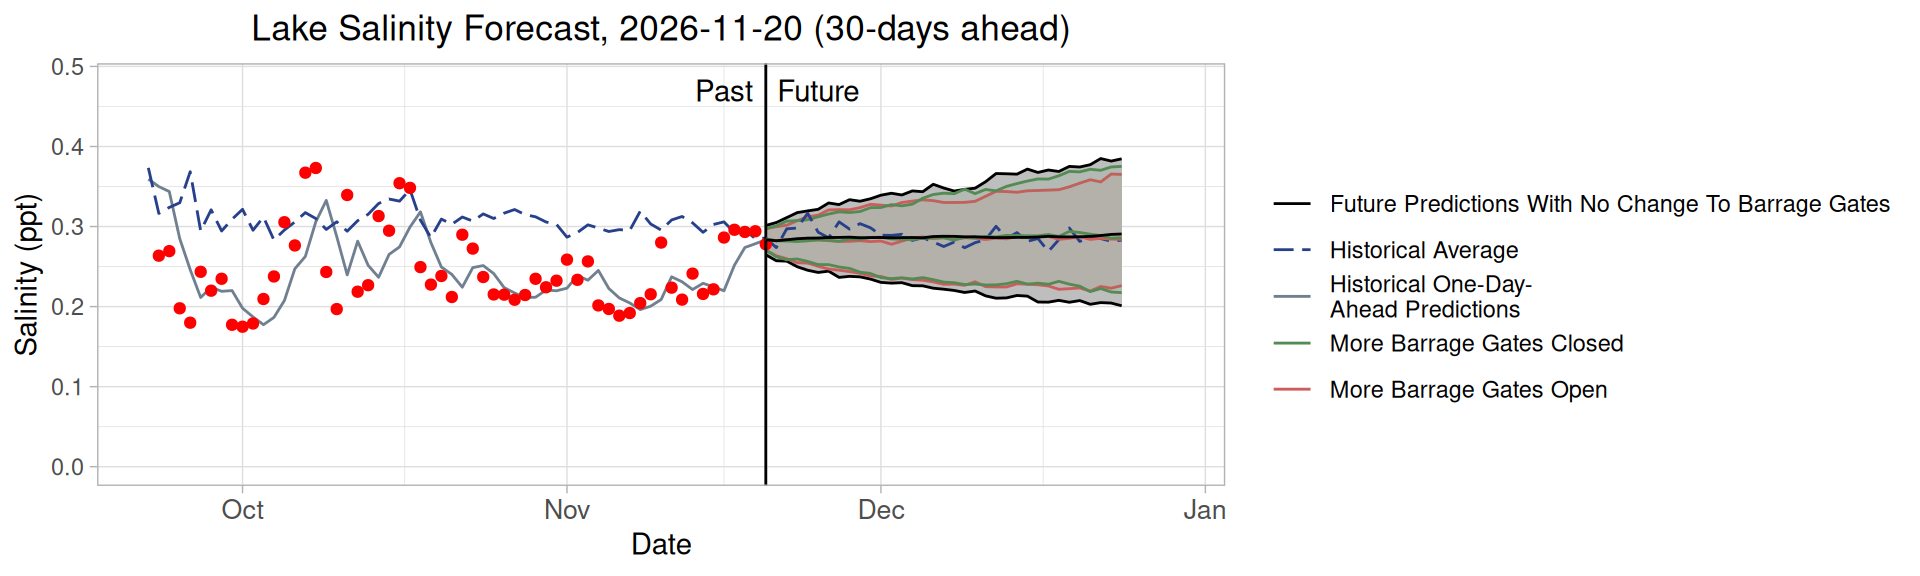 Lake Salinity Forecast, 2026-11-20 (30-days ahead)
Past
Future
0.5
0.4
0.3
0.2
0.1
0.0
Salinity (ppt)
Oct
Nov
Dec
Jan
Date
Future Predictions With No Change To Barrage Gates
Historical Average
Historical One-Day-
Ahead Predictions
More Barrage Gates Closed
More Barrage Gates Open